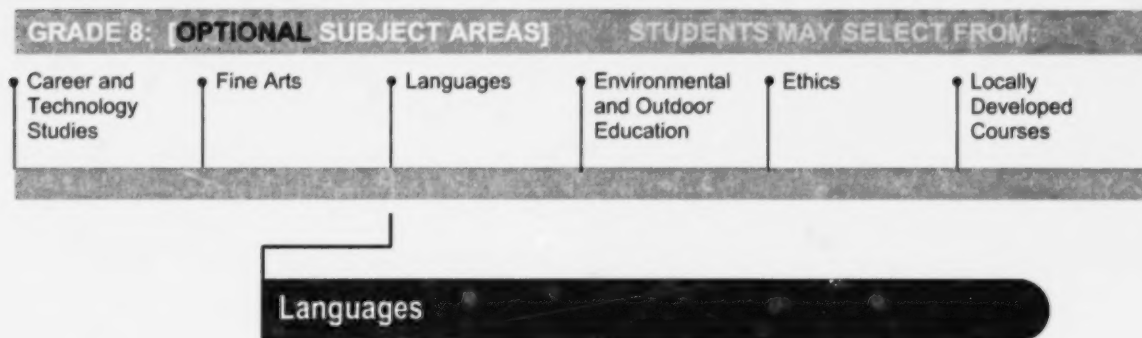 GRADE 8: [OPTIONAL SUBJECT AREAS] STUDENTS MAY SELECT FROM:
Career and
Technology
Studies
Fine Arts
Languages
Environmental
and Outdoor
Education
Ethics
Locally
Developed
Courses
Languages